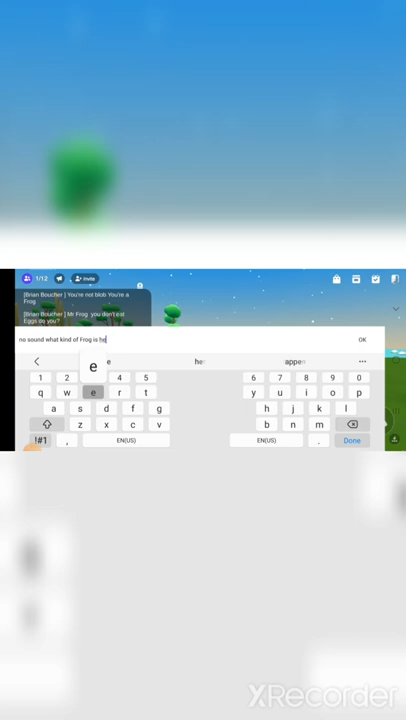 1/12
Invite
[Brian Boucher ] You're not blob You're a
Frog
[Brian Boucher ] Mr Frog you don't eat
Eggs do you?
no sound what kind of Frog is he
OK
e
1 2 4 5 6 7 8 9 0
q w e r t y u i o p
a s d f g h j k l
z x c v b n m
!#1 , EN(US) EN(US) . Done
XRecorder